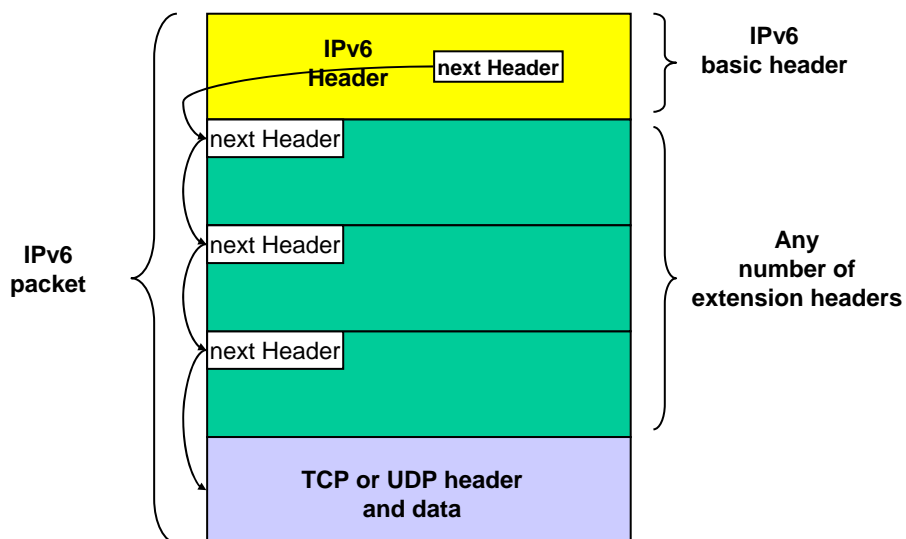 IPv6
Header
next Header
IPv6
basic header
next Header
next Header
next Header
IPv6
packet
Any
number of
extension headers
TCP or UDP header
and data